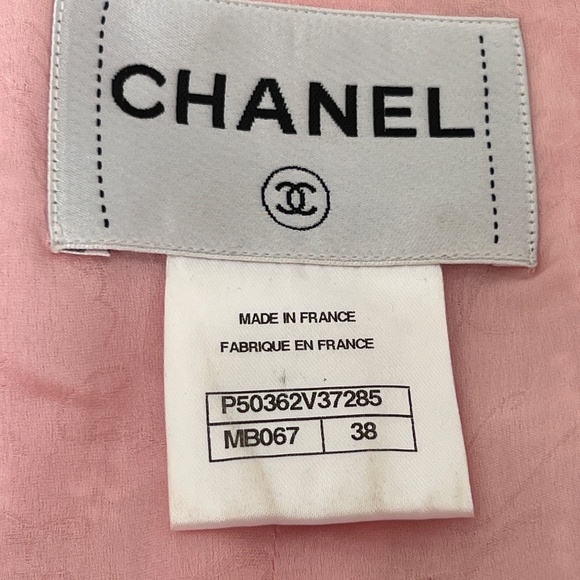 CHANEL
MADE IN FRANCE
FABRIQUE EN FRANCE
P50362V37285
MB067 38